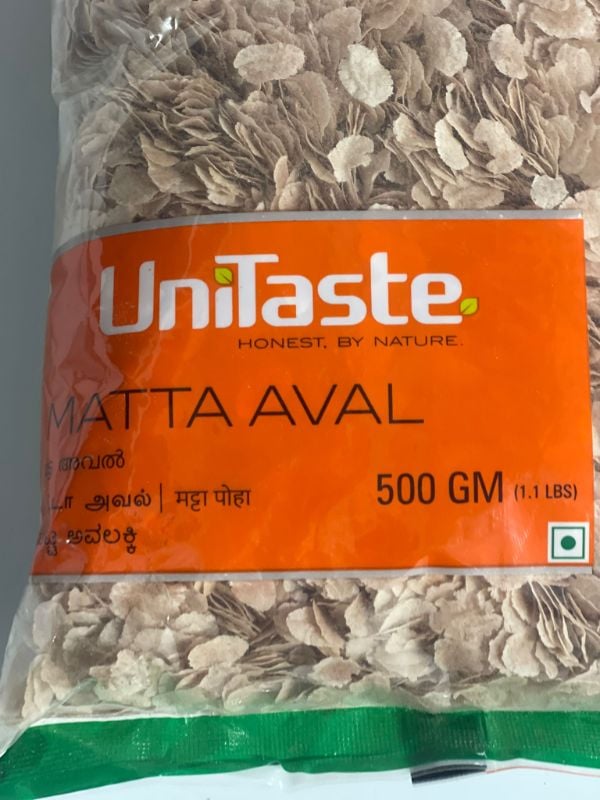 UniTaste
HONEST, BY NATURE.
MATTA AVAL
അവൽ
அவல் | मट्टा पोहा
500 GM (1.1 LBS)
ಅವಲಕ್ಕಿ